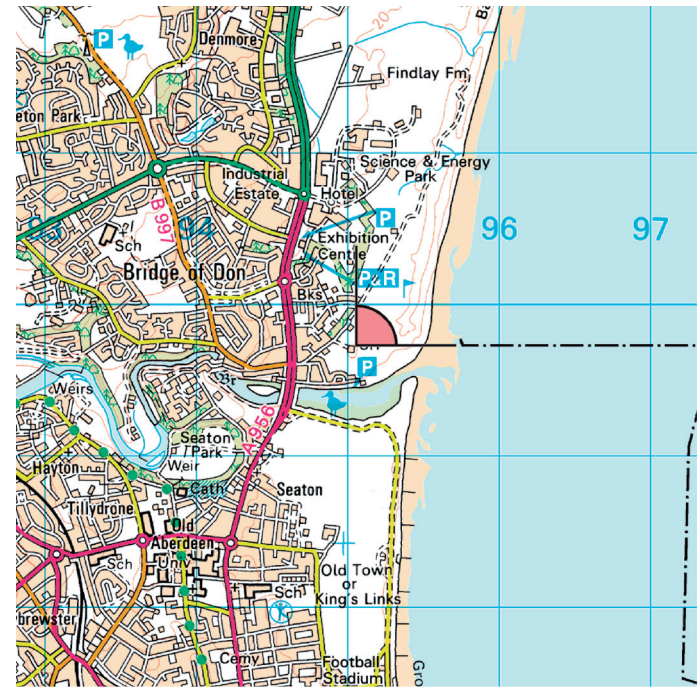 P
Denmore
Findlay Fm
eton Park
Science & Energy
Park
Industrial
Estate
Hotel
B 997
P
93
94
96
97
Sch
Exhibition
Centre
Bridge of Don
P&R
Bks
P
Br
Weirs
A 956
Seaton
Park
Hayton
Weir
Cath
Seaton
Tillydrone
Old
Aberdeen
Sch
Univ
Old Town
or
King's Links
Sch
brewster
Cemy
Football
Stadium
Gro